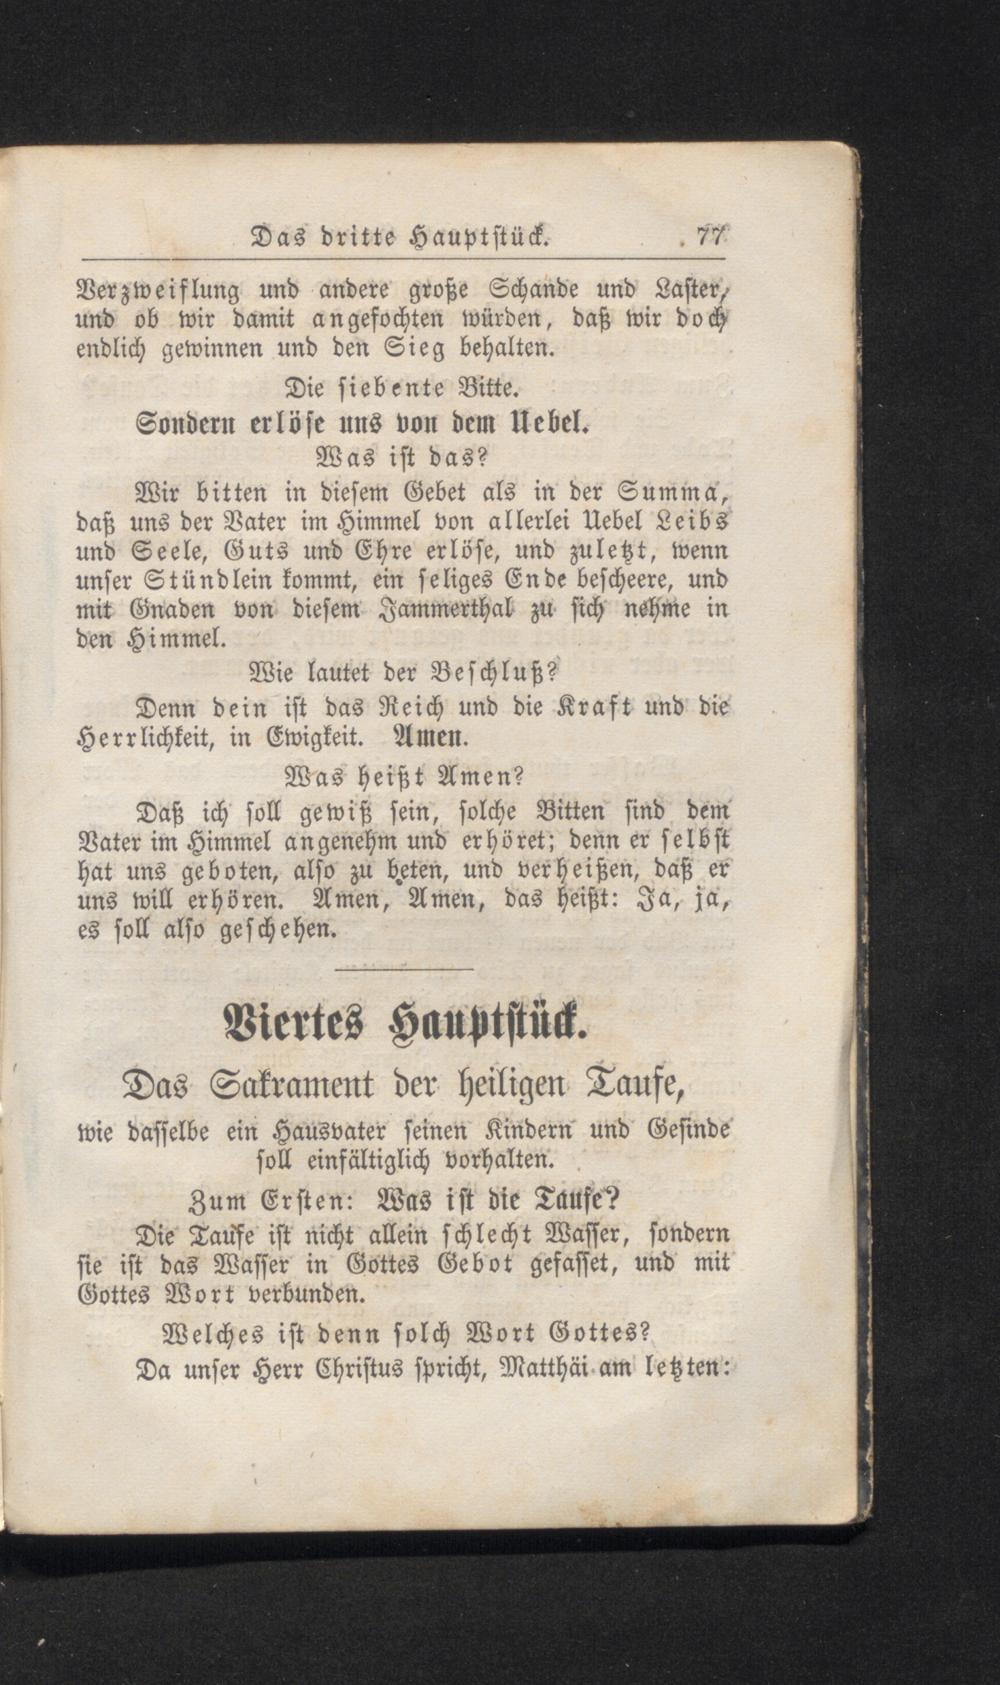 Das dritte Hauptstück. 77
Verzweiflung und andere große Schande und Laster,
und ob wir damit angefochten würden, daß wir doch
endlich gewinnen und den Sieg behalten.
Die siebente Bitte.
Sondern erlöse uns von dem Uebel.
Was ist das?
Wir bitten in diesem Gebet als in der Summa,
daß uns der Vater im Himmel von allerlei Uebel Leibs
und Seele, Guts und Ehre erlöse, und zuletzt, wenn
unser Stündlein kommt, ein seliges Ende bescheere, und
mit Gnaden von diesem Jammerthal zu sich nehme in
den Himmel.
Wie lautet der Beschluß?
Denn dein ist das Reich und die Kraft und die
Herrlichkeit, in Ewigkeit. Amen.
Was heißt Amen?
Daß ich soll gewiß sein, solche Bitten sind dem
Vater im Himmel angenehm und erhöret; denn er selbst
hat uns geboten, also zu beten, und verheißen, daß er
uns will erhören. Amen, Amen, das heißt: Ja, ja,
es soll also geschehen.
Viertes Hauptstück.
Das Sakrament der heiligen Taufe,
wie dasselbe ein Hausvater seinen Kindern und Gesinde
soll einfältiglich vorhalten.
Zum Ersten: Was ist die Taufe?
Die Taufe ist nicht allein schlecht Wasser, sondern
sie ist das Wasser in Gottes Gebot gefasset, und mit
Gottes Wort verbunden.
Welches ist denn solch Wort Gottes?
Da unser Herr Christus spricht, Matthäi am letzten: